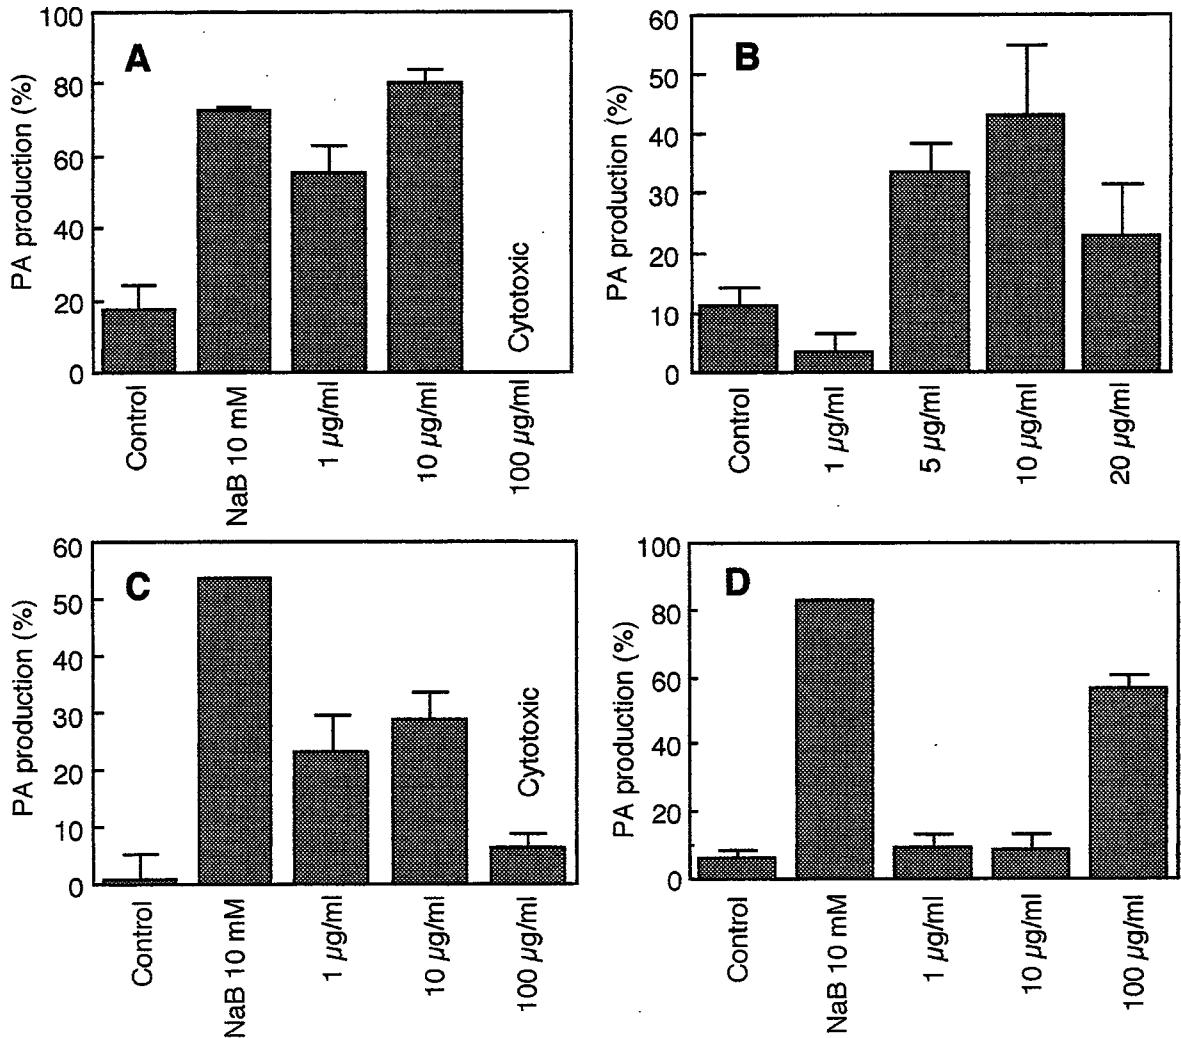 A
PA production (%)
100
80
60
40
20
0
Cytotoxic
Control
NaB 10 mM
1 µg/ml
10 µg/ml
100 µg/ml
B
PA production (%)
60
50
40
30
20
10
0
Control
1 µg/ml
5 µg/ml
10 µg/ml
20 µg/ml
C
PA production (%)
60
50
40
30
20
10
0
Cytotoxic
Control
NaB 10 mM
1 µg/ml
10 µg/ml
100 µg/ml
D
PA production (%)
100
80
60
40
20
0
Control
NaB 10 mM
1 µg/ml
10 µg/ml
100 µg/ml